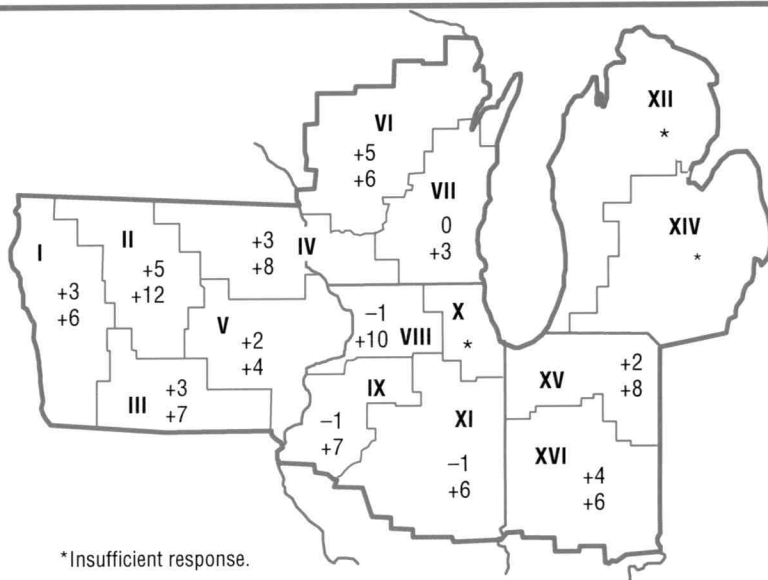 XII
*
VI
+5
+6
VII
0
+3
XIV
*
I
+3
+6
II
+5
+12
+3
+8
IV
V
+2
+4
III
+3
+7
–1
+10
VIII
X
*
IX
–1
+7
XI
–1
+6
XV
+2
+8
XVI
+4
+6
*Insufficient response.